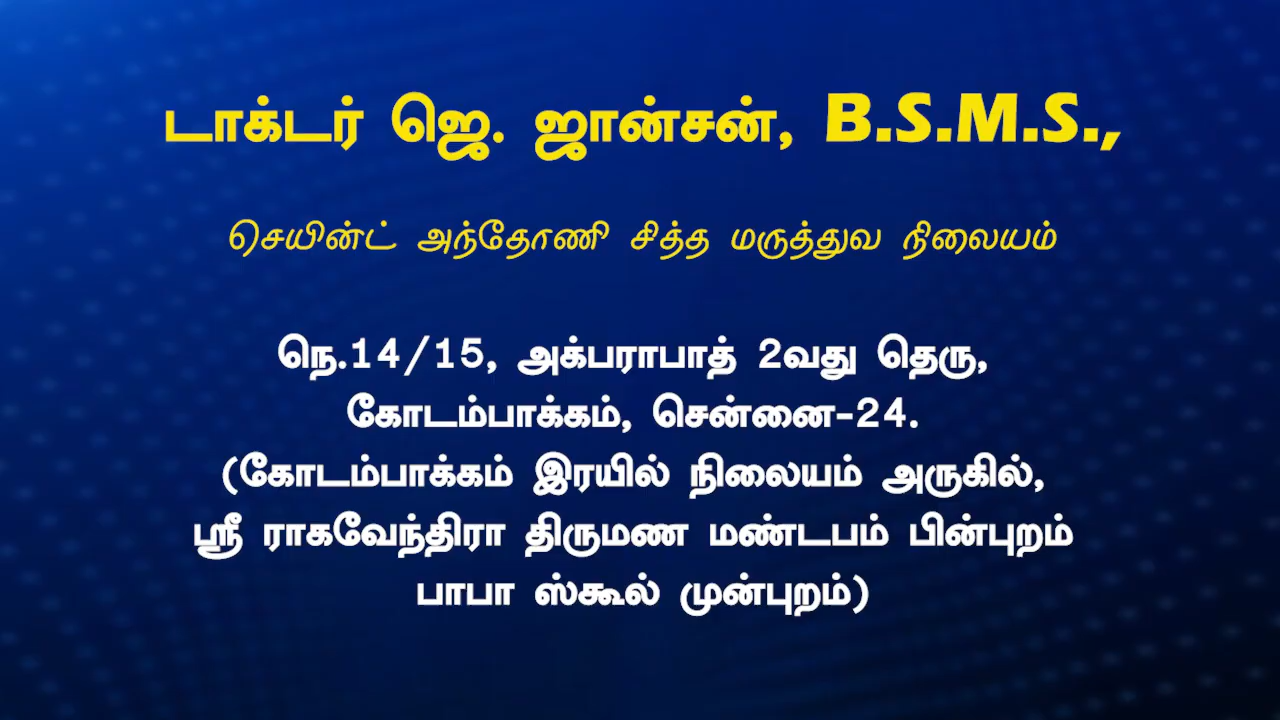 டாக்டர் ஜெ. ஜான்சன், B.S.M.S.,
செயின்ட் அந்தோணி சித்த மருத்துவ நிலையம்
நெ.14/15, அக்பராபாத் 2வது தெரு,
கோடம்பாக்கம், சென்னை-24.
(கோடம்பாக்கம் இரயில் நிலையம் அருகில்,
ஸ்ரீ ராகவேந்திரா திருமண மண்டபம் பின்புறம்
பாபா ஸ்கூல் முன்புறம்)